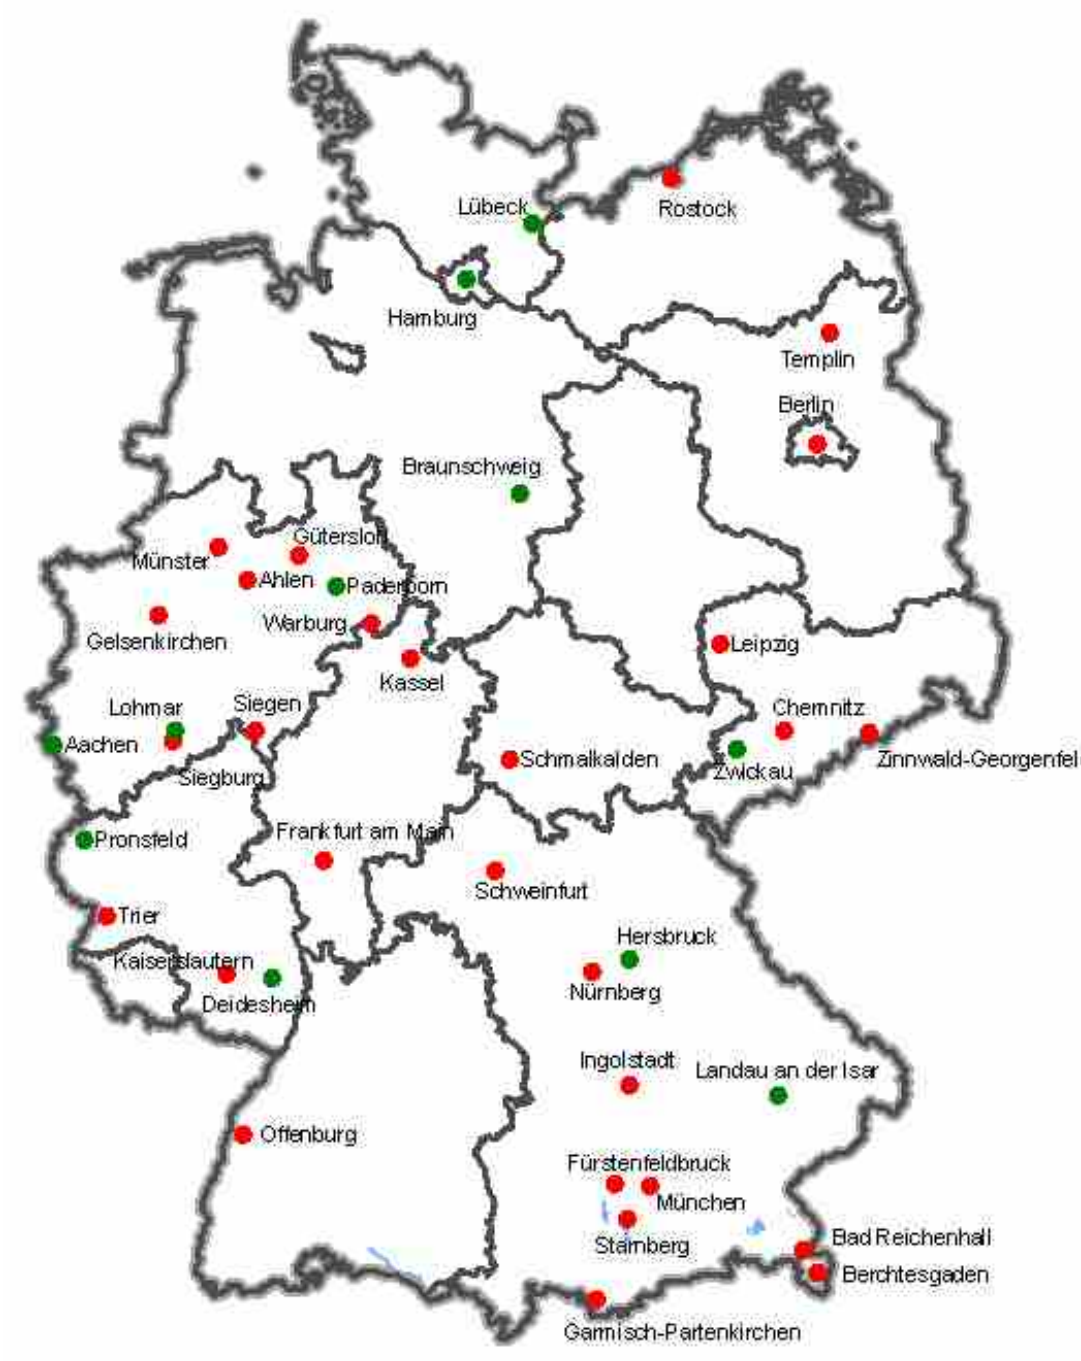 Lübeck
Rostock
Hamburg
Templin
Berlin
Braunschweig
Gütersloh
Münster
Ahlen
Paderborn
Warburg
Gelsenkirchen
Leipzig
Kassel
Lohmar
Siegen
Chemnitz
Aachen
Zinnwald-Georgenfel
Schmalkalden
Zwickau
Siegburg
Frankfurt am Main
Pronsfeld
Schweinfurt
Trier
Hersbruck
Kaiserslautern
Nürnberg
Deidesheim
Ingolstadt
Landau an der Isar
Offenburg
Fürstenfeldbruck
München
Starnberg
Bad Reichenhall
Berchtesgaden
Garmisch-Partenkirchen